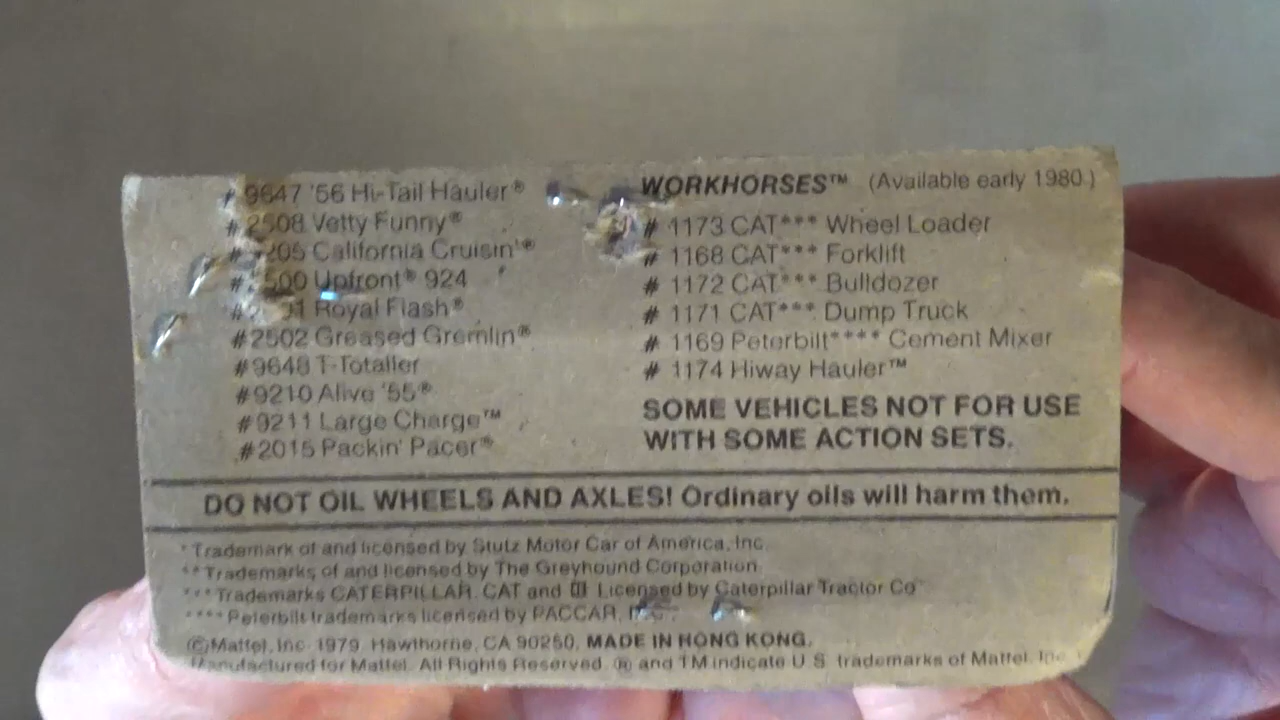 # 9647 '56 Hi-Tail Hauler®
#2508 Vetty Funny®
# 205 California Cruisin'®
# 500 Upfront® 924
# 1 Royal Flash®
#2502 Greased Gremlin®
#9648 T-Totaller
#9210 Alive '55®
#9211 Large Charge™
#2015 Packin' Pacer®
WORKHORSES™ (Available early 1980.)
# 1173 CAT*** Wheel Loader
# 1168 CAT*** Forklift
# 1172 CAT*** Bulldozer
# 1171 CAT*** Dump Truck
# 1169 Peterbilt**** Cement Mixer
# 1174 Hiway Hauler™
SOME VEHICLES NOT FOR USE
WITH SOME ACTION SETS.
DO NOT OIL WHEELS AND AXLES! Ordinary oils will harm them.
* Trademark of and licensed by Stutz Motor Car of America, Inc.
** Trademarks of and licensed by The Greyhound Corporation
*** Trademarks CATERPILLAR, CAT and Licensed by Caterpillar Tractor Co
**** Peterbilt trademarks licensed by PACCAR,
©Mattel, Inc. 1979. Hawthorne, CA 90250. MADE IN HONG KONG.
Manufactured for Mattel. All Rights Reserved. ® and TM indicate U.S. trademarks of Mattel, Inc.